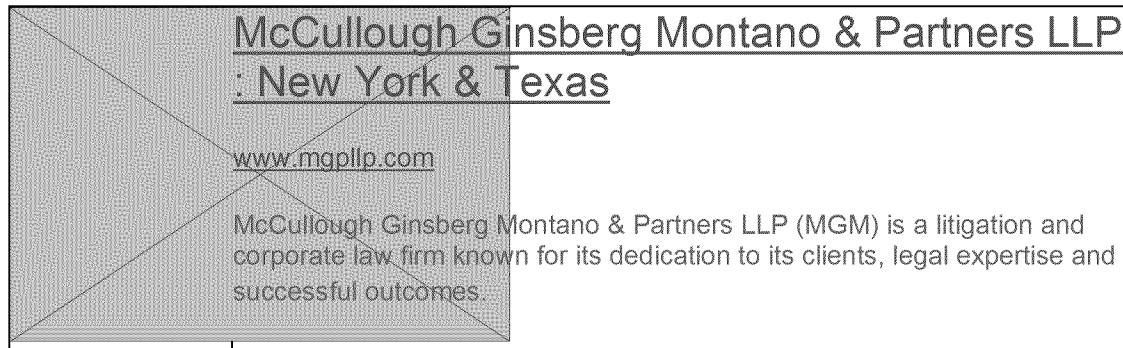 McCullough Ginsberg Montano & Partners LLP
: New York & Texas
www.mgpllp.com
McCullough Ginsberg Montano & Partners LLP (MGM) is a litigation and
corporate law firm known for its dedication to its clients, legal expertise and
successful outcomes.